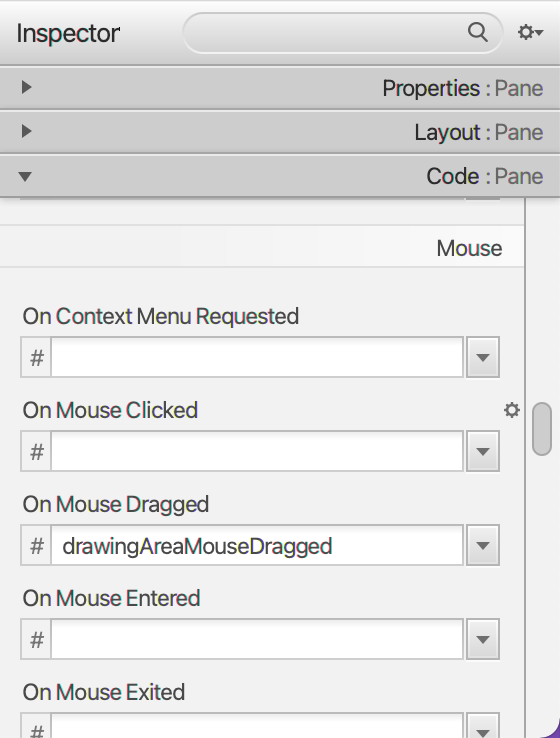 Inspector
Properties : Pane
Layout : Pane
Code : Pane
Mouse
On Context Menu Requested
#
On Mouse Clicked
#
On Mouse Dragged
# drawingAreaMouseDragged
On Mouse Entered
#
On Mouse Exited
#